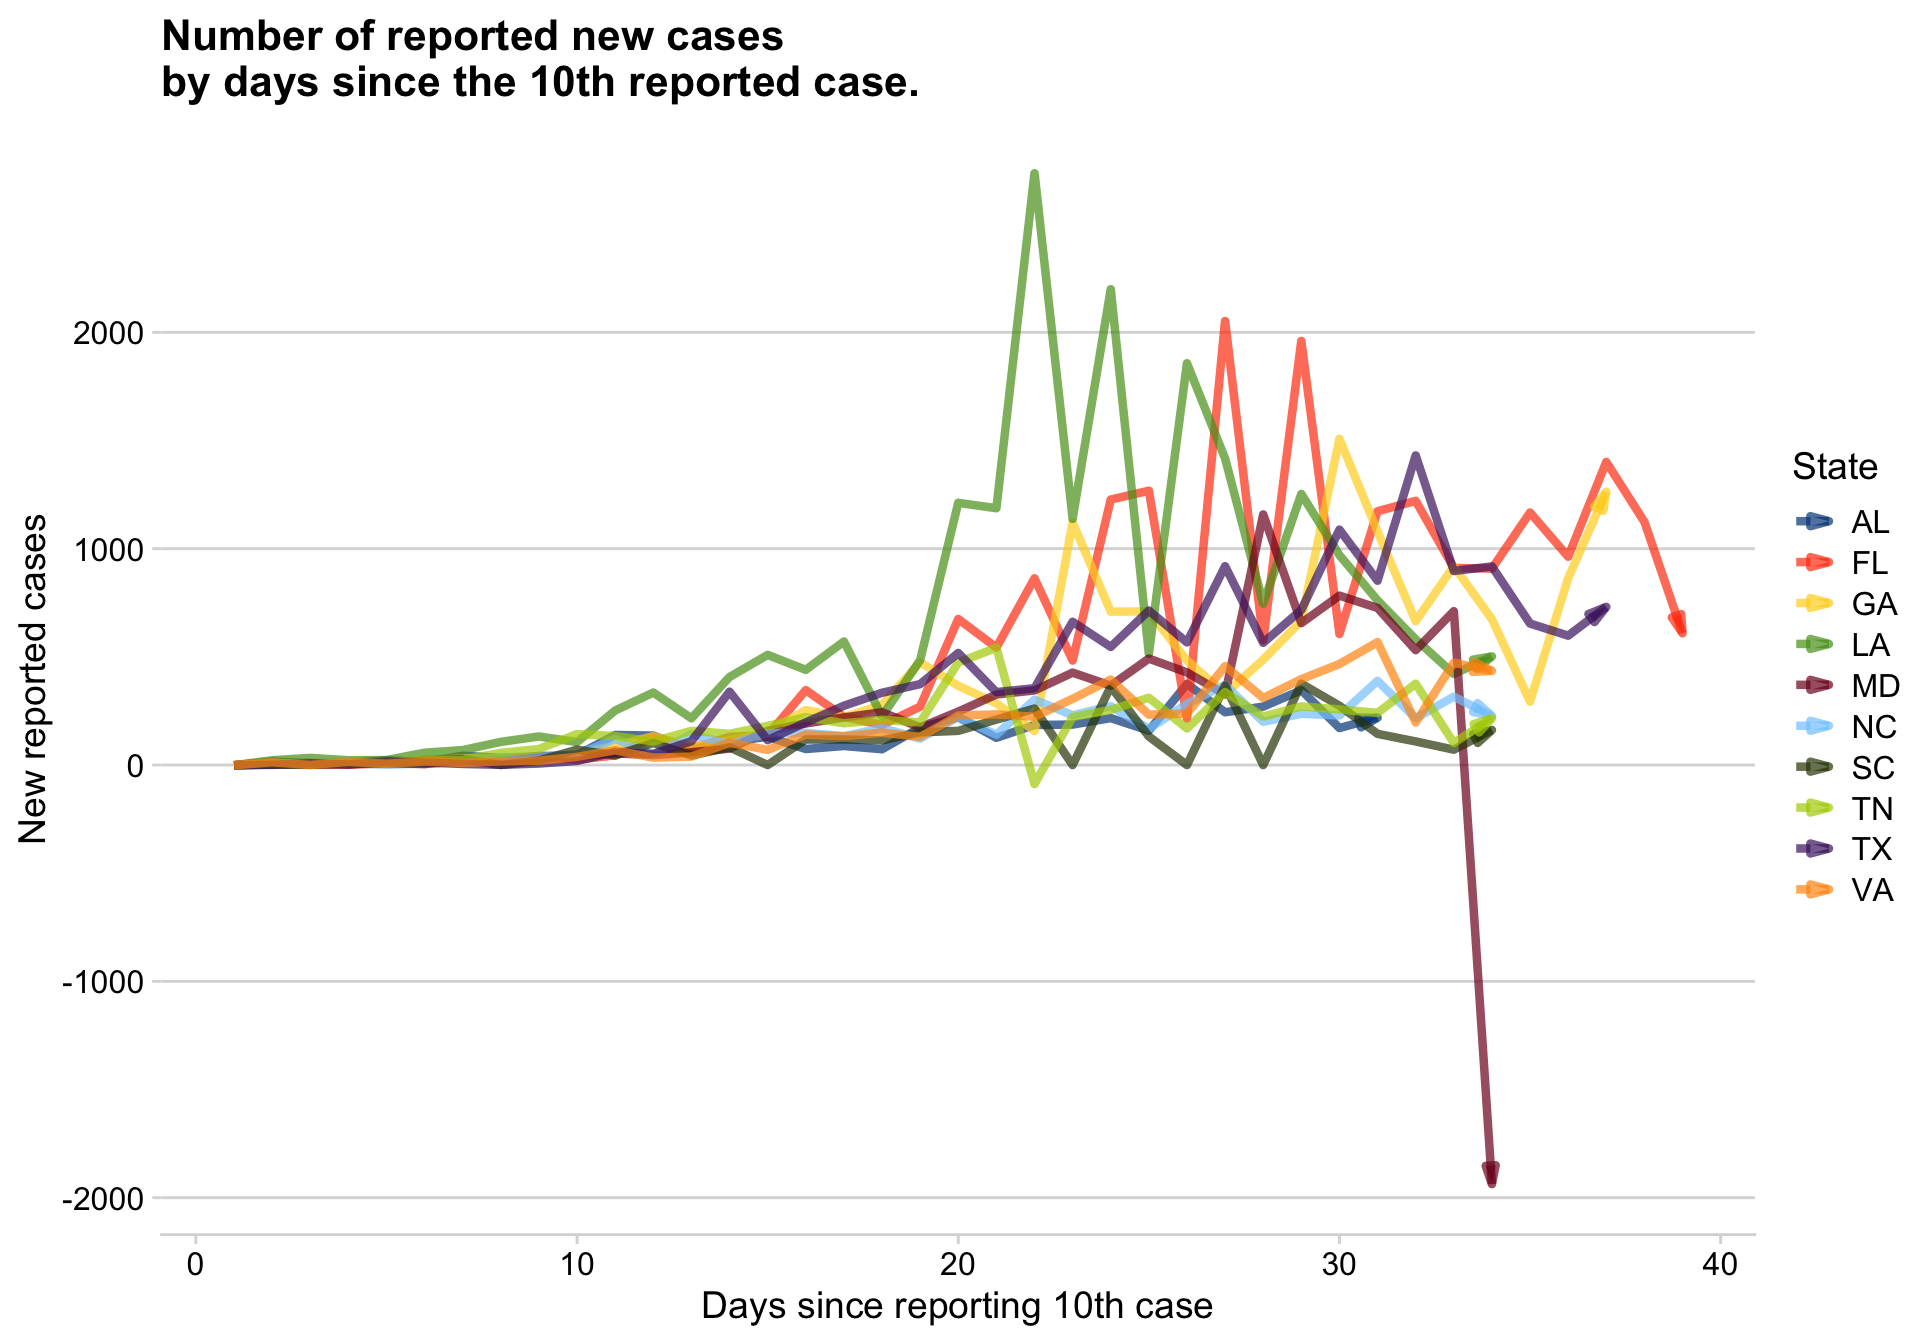 Number of reported new cases
by days since the 10th reported case.
New reported cases
2000
1000
0
-1000
-2000
0
10
20
30
40
Days since reporting 10th case
State
AL
FL
GA
LA
MD
NC
SC
TN
TX
VA